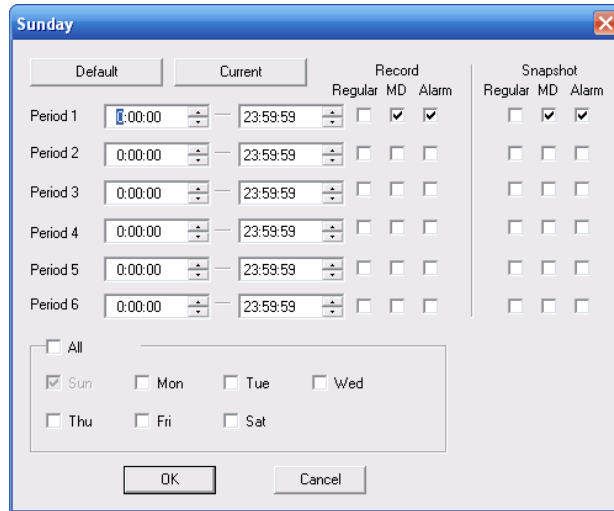 Sunday
Default Current Record Snapshot
Regular MD Alarm Regular MD Alarm
Period 1 0:00:00 — 23:59:59
Period 2 0:00:00 — 23:59:59
Period 3 0:00:00 — 23:59:59
Period 4 0:00:00 — 23:59:59
Period 5 0:00:00 — 23:59:59
Period 6 0:00:00 — 23:59:59
All
Sun Mon Tue Wed
Thu Fri Sat
OK Cancel